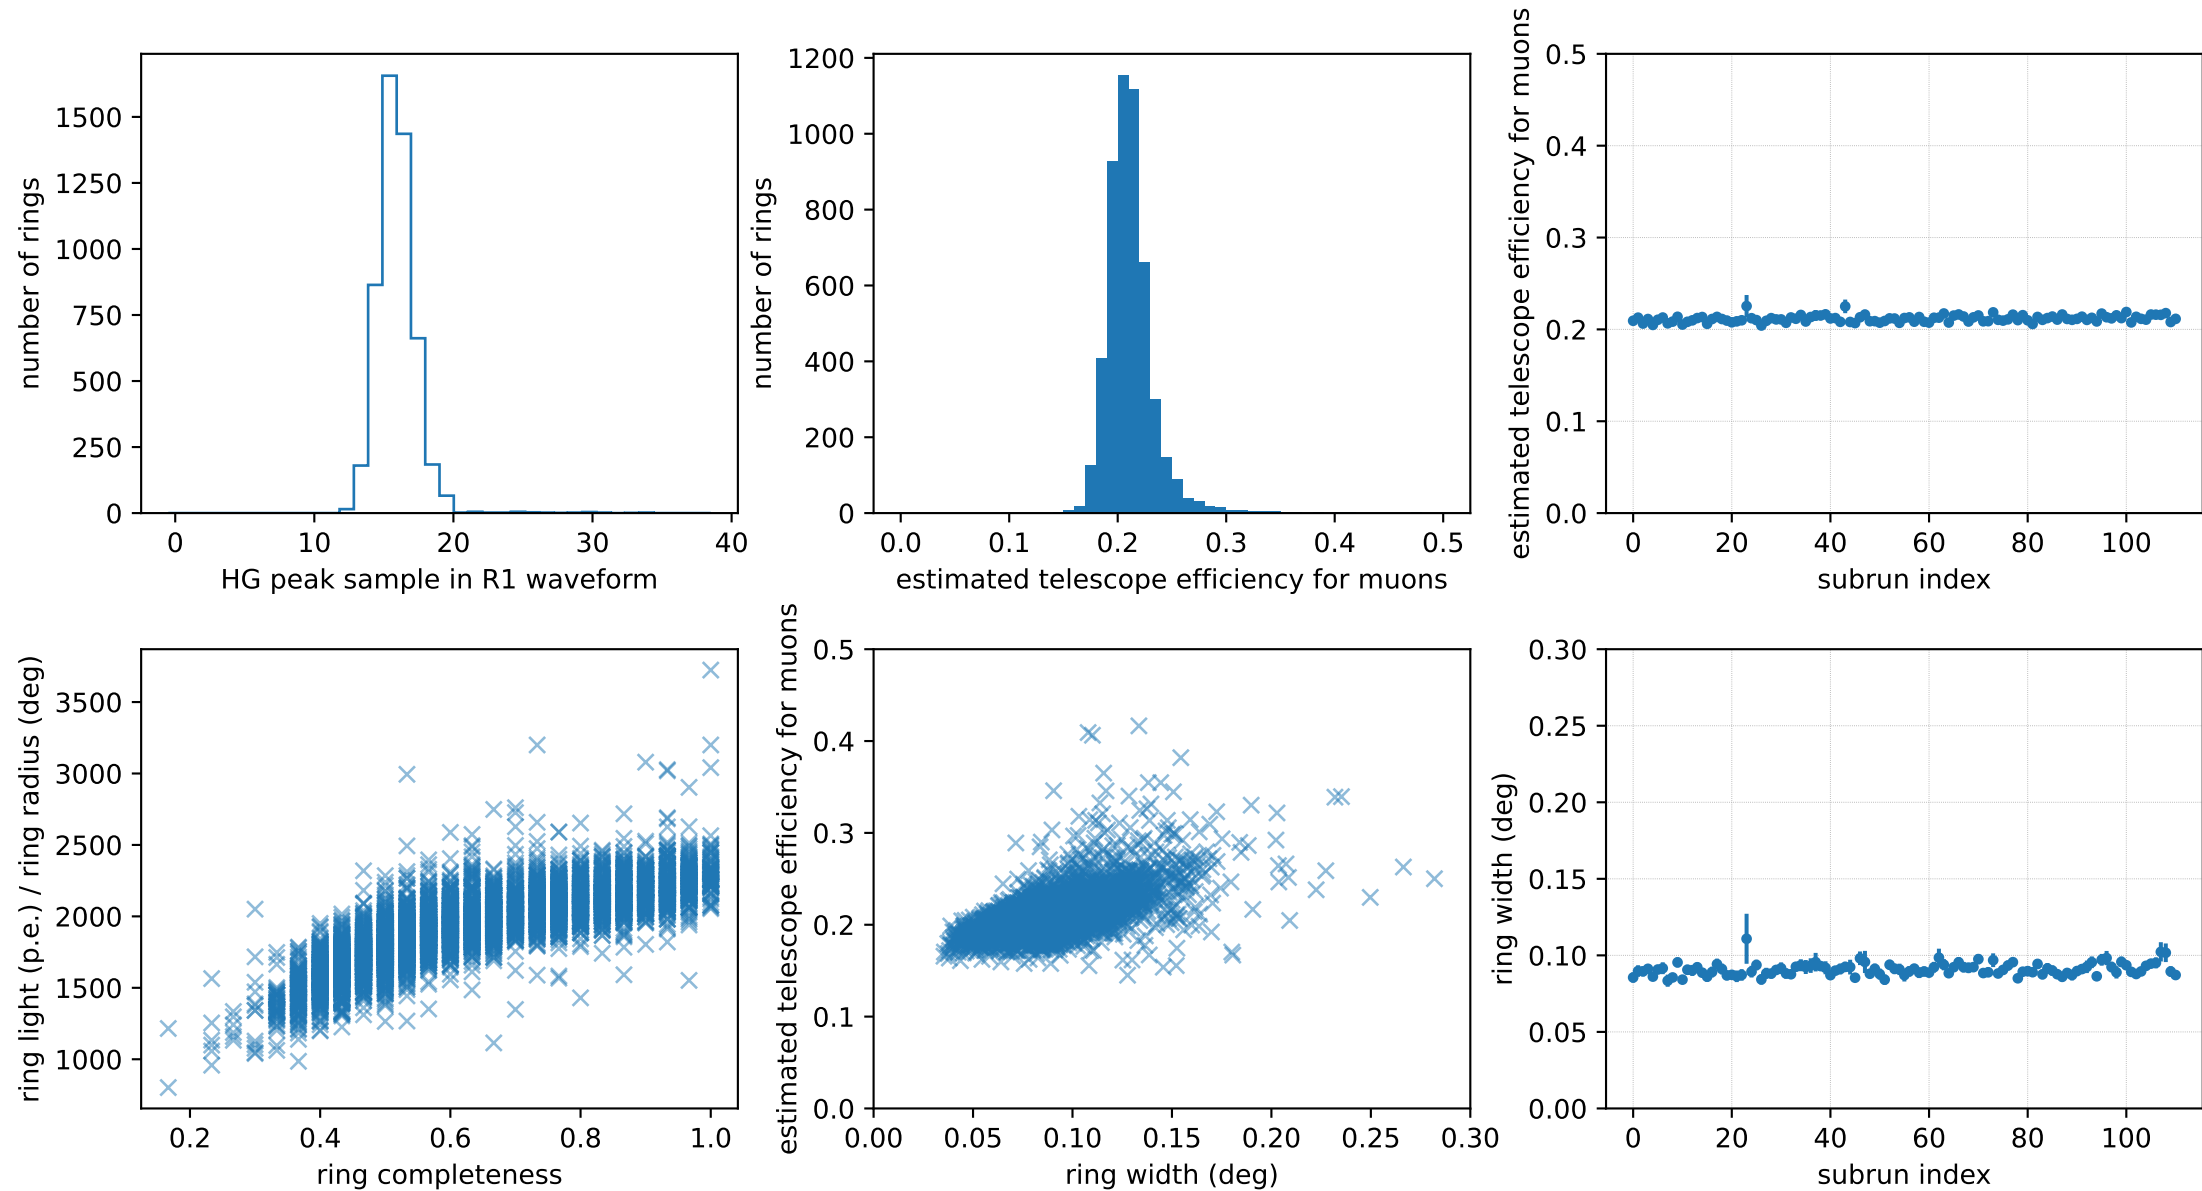 number of rings
1500
1250
1000
750
500
250
0
0 10 20 30 40
HG peak sample in R1 waveform
number of rings
1200
1000
800
600
400
200
0
0.0 0.1 0.2 0.3 0.4 0.5
estimated telescope efficiency for muons
estimated telescope efficiency for muons
0.5
0.4
0.3
0.2
0.1
0.0
0 20 40 60 80 100
subrun index
ring light (p.e.) / ring radius (deg)
3500
3000
2500
2000
1500
1000
0.2 0.4 0.6 0.8 1.0
ring completeness
estimated telescope efficiency for muons
0.5
0.4
0.3
0.2
0.1
0.0
0.00 0.05 0.10 0.15 0.20 0.25 0.30
ring width (deg)
ring width (deg)
0.30
0.25
0.20
0.15
0.10
0.05
0.00
0 20 40 60 80 100
subrun index